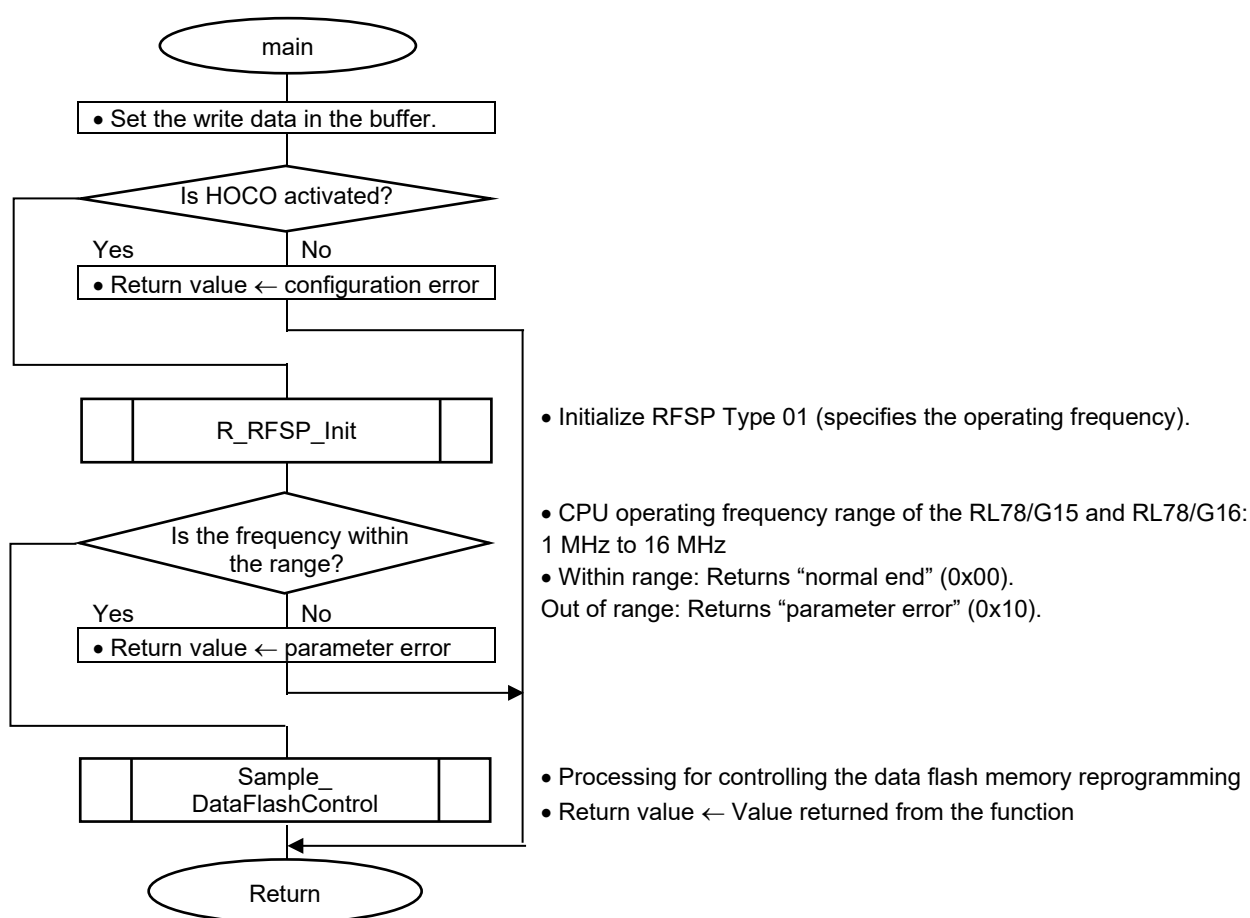 main
• Set the write data in the buffer.
Is HOCO activated?
Yes
No
• Return value ← configuration error
R_RFSP_Init
• Initialize RFSP Type 01 (specifies the operating frequency).
Is the frequency within
the range?
• CPU operating frequency range of the RL78/G15 and RL78/G16:
1 MHz to 16 MHz
• Within range: Returns “normal end” (0x00).
Out of range: Returns “parameter error” (0x10).
Yes
No
• Return value ← parameter error
Sample_
DataFlashControl
• Processing for controlling the data flash memory reprogramming
• Return value ← Value returned from the function
Return